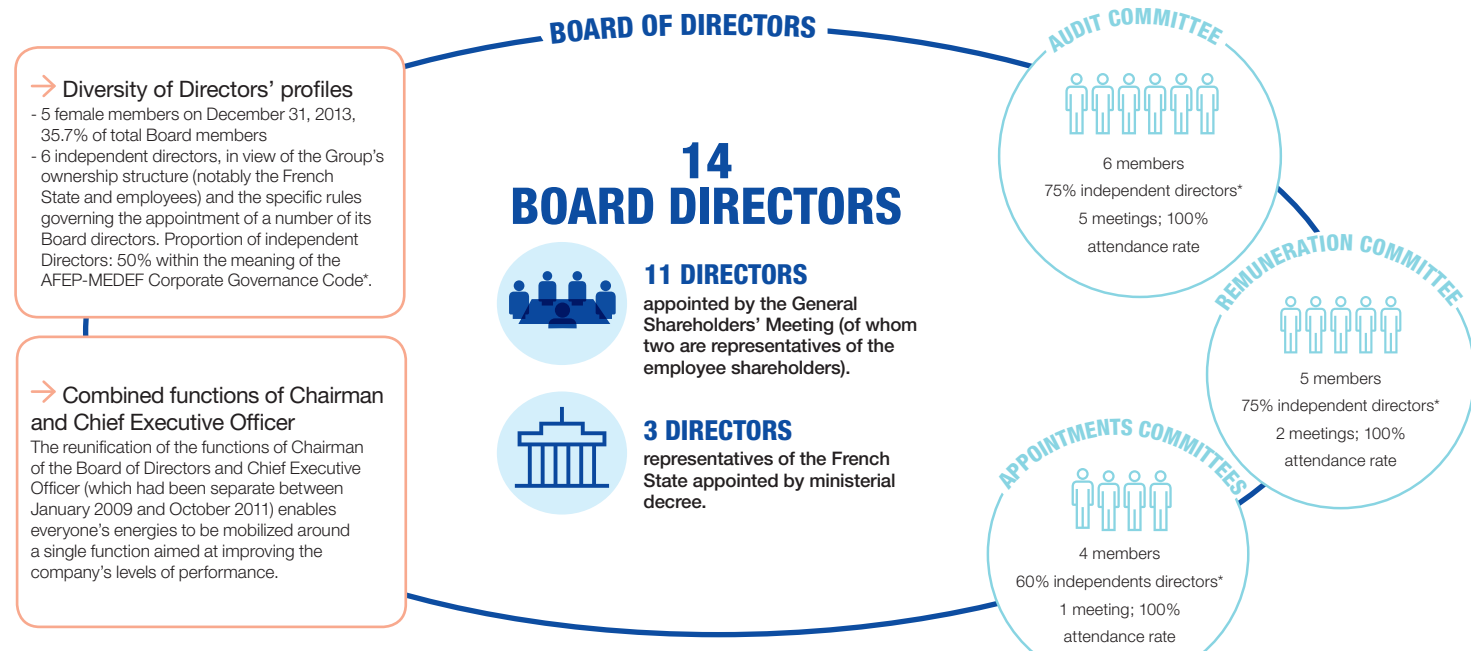 BOARD OF DIRECTORS
→ Diversity of Directors' profiles
- 5 female members on December 31, 2013,
35.7% of total Board members
- 6 independent directors, in view of the Group's
ownership structure (notably the French
State and employees) and the specific rules
governing the appointment of a number of its
Board directors. Proportion of independent
Directors: 50% within the meaning of the
AFEP-MEDEF Corporate Governance Code*.
→ Combined functions of Chairman
and Chief Executive Officer
The reunification of the functions of Chairman
of the Board of Directors and Chief Executive
Officer (which had been separate between
January 2009 and October 2011) enables
everyone's energies to be mobilized around
a single function aimed at improving the
company's levels of performance.
14
BOARD DIRECTORS
11 DIRECTORS
appointed by the General
Shareholders' Meeting (of whom
two are representatives of the
employee shareholders).
3 DIRECTORS
representatives of the French
State appointed by ministerial
decree.
AUDIT COMMITTEE
6 members
75% independent directors*
5 meetings; 100%
attendance rate
REMUNERATION COMMITTEE
5 members
75% independent directors*
2 meetings; 100%
attendance rate
APPOINTMENTS COMMITTEES
4 members
60% independents directors*
1 meeting; 100%
attendance rate